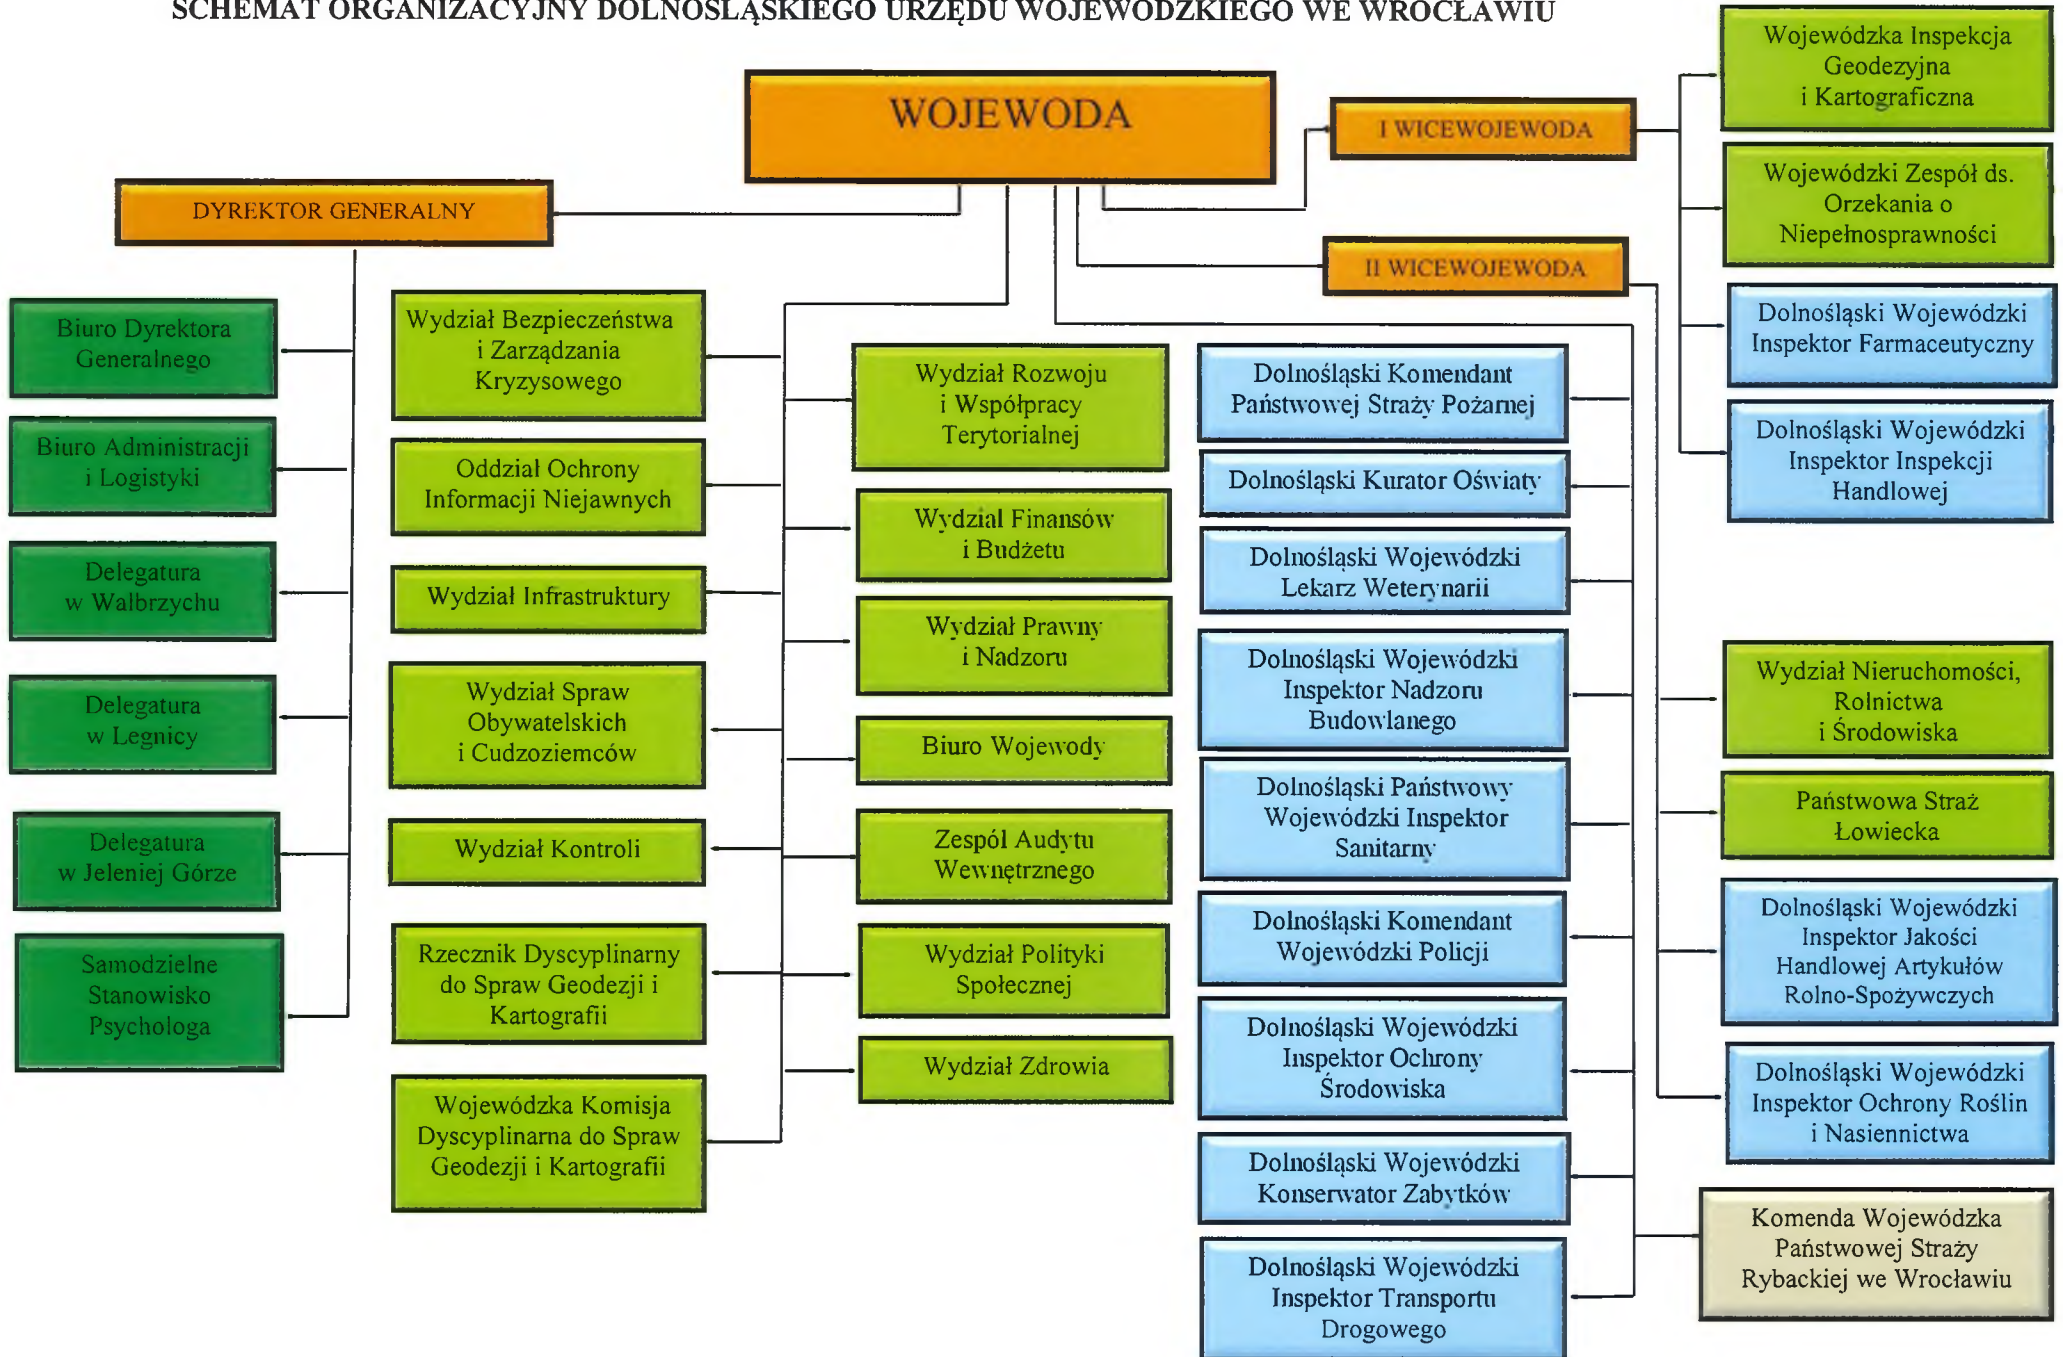 SCHEMAT ORGANIZACYJNY DOLNOŚLĄSKIEGO URZĘDU WOJEWÓDZKIEGO WE WROCŁAWIU
WOJEWODA
I WICEWOJEWODA
II WICEWOJEWODA
DYREKTOR GENERALNY
Biuro Dyrektora
Generalnego
Biuro Administracji
i Logistyki
Delegatura
w Walbrzychu
Delegatura
w Legnicy
Delegatura
w Jeleniej Górze
Samodzielne
Stanowisko
Psychologa
Wydział Bezpieczeństwa
i Zarządzania
Kryzysowego
Oddział Ochrony
Informacji Niejawnych
Wydział Infrastruktury
Wydział Spraw
Obywatelskich
i Cudzoziemców
Wydział Kontroli
Rzecznik Dyscyplinarny
do Spraw Geodezji i
Kartografii
Wojewódzka Komisja
Dyscyplinarna do Spraw
Geodezji i Kartografii
Wydział Rozwoju
i Współpracy
Terytorialnej
Wydzial Finansów
i Budżetu
Wydział Prawny
i Nadzoru
Biuro Wojewody
Zespól Audytu
Wewnętrznego
Wydział Polityki
Społecznej
Wydział Zdrowia
Dolnośląski Komendant
Państwowej Straży Pożarnej
Dolnośląski Kurator Oświaty
Dolnośląski Wojewódzki
Lekarz Weterynarii
Dolnośląski Wojewódzki
Inspektor Nadzoru
Budowlanego
Dolnośląski Państwowy
Wojewódzki Inspektor
Sanitarny
Dolnośląski Komendant
Wojewódzki Policji
Dolnośląski Wojewódzki
Inspektor Ochrony
Środowiska
Dolnośląski Wojewódzki
Konserwator Zabytków
Dolnośląski Wojewódzki
Inspektor Transportu
Drogowego
Wojewódzka Inspekcja
Geodezyjna
i Kartograficzna
Wojewódzki Zespół ds.
Orzekania o
Niepełnosprawności
Dolnośląski Wojewódzki
Inspektor Farmaceutyczny
Dolnośląski Wojewódzki
Inspektor Inspekcji
Handlowej
Wydział Nieruchomości,
Rolnictwa
i Środowiska
Państwowa Straż
Łowiecka
Dolnośląski Wojewódzki
Inspektor Jakości
Handlowej Artykułów
Rolno-Spożywczych
Dolnośląski Wojewódzki
Inspektor Ochrony Roślin
i Nasiennictwa
Komenda Wojewódzka
Państwowej Straży
Rybackiej we Wrocławiu